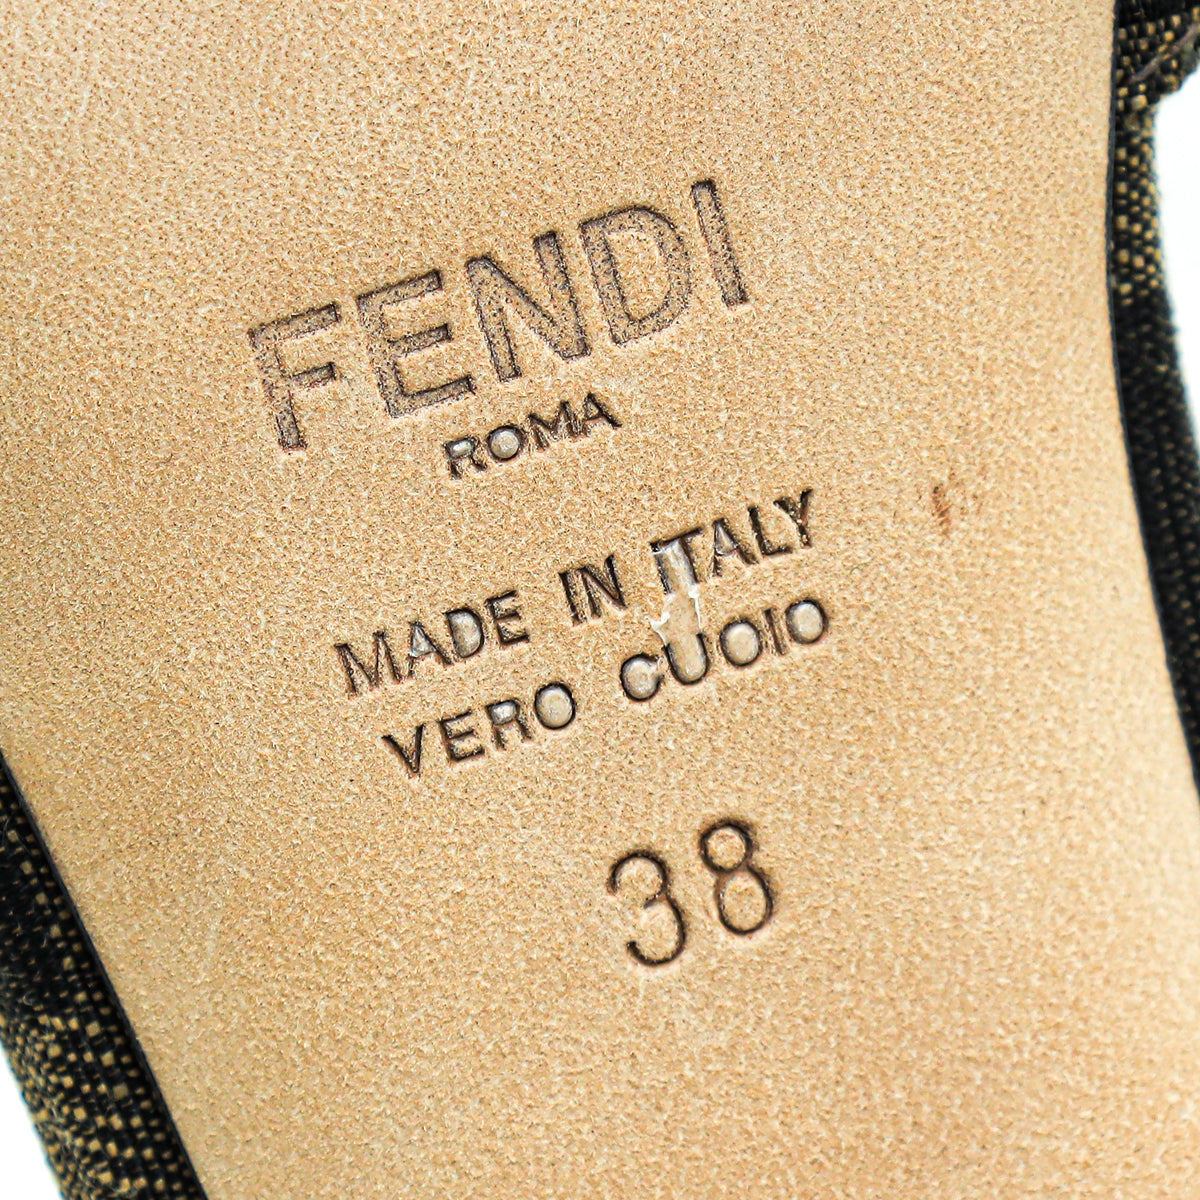 FENDI
ROMA
MADE IN ITALY
VERO CUOIO
38